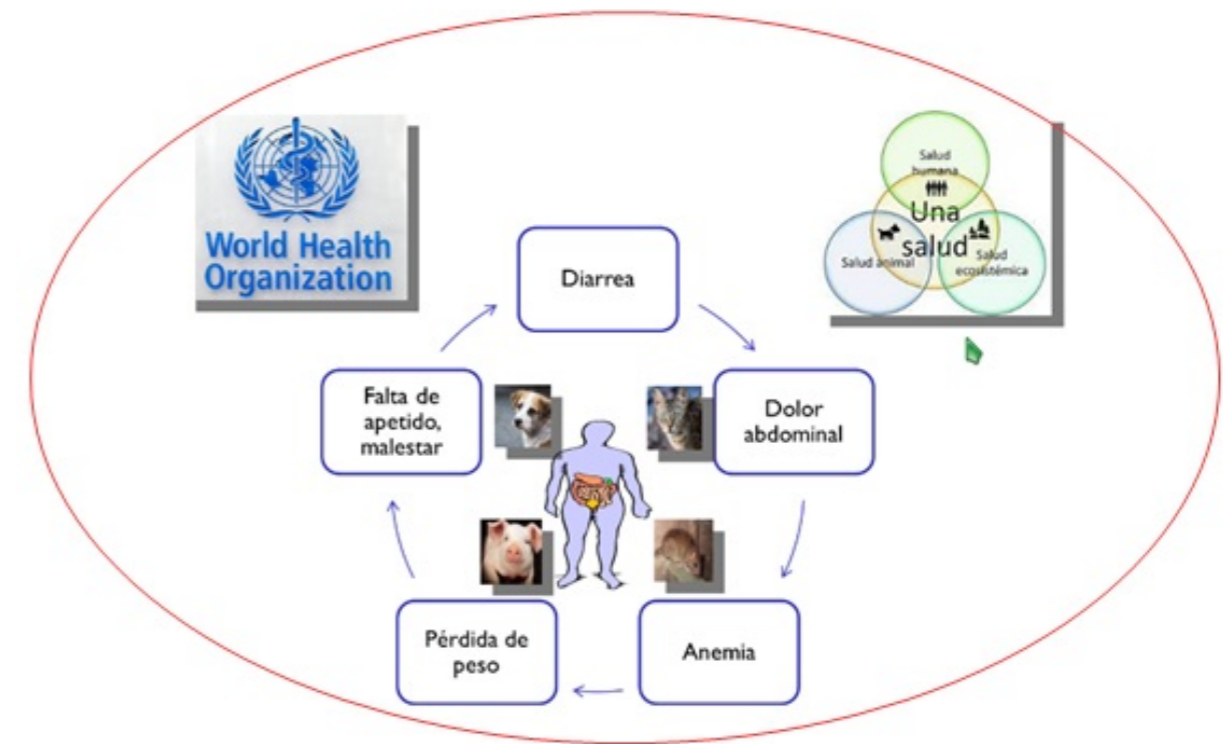 World Health
Organization
Salud
humana
Una
salud
Salud animal
Salud
ecosistémica
Diarrea
Falta de
apetido,
malestar
Dolor
abdominal
Pérdida de
peso
Anemia